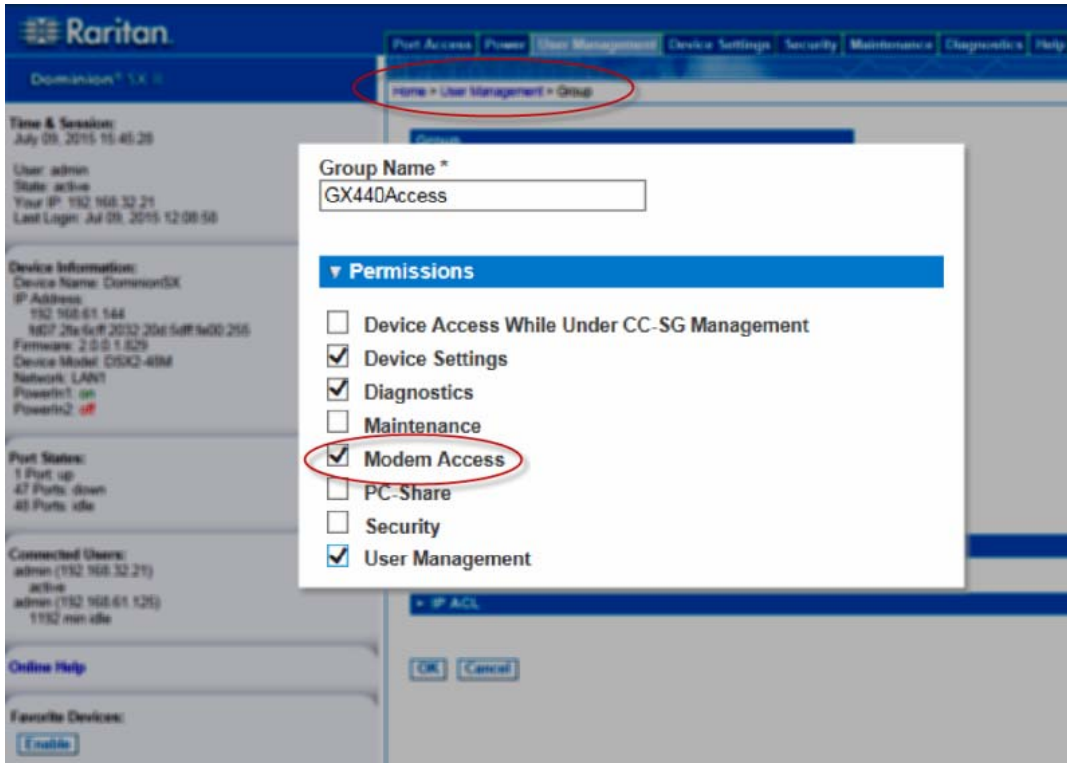 Raritan.
Port Access Power User Management Device Settings Security Maintenance Diagnostics Help
Dominion® SX II
Home > User Management > Group
Time & Session:
July 09, 2015 15:45:28
User: admin
State: active
Your IP: 192.168.32.21
Last Login: Jul 09, 2015 12:08:58
Device Information:
Device Name: DominionSX
IP Address:
192.168.61.144
Firmware: 2.0.0.1.829
Device Model: DSX2-48M
Network: LAN1
PowerIn1: on
PowerIn2: off
Port States:
1 Port: up
47 Ports: down
48 Ports: idle
Connected Users:
admin (192.168.32.21)
active
admin (192.168.61.125)
1192 min idle
Online Help
Favorite Devices:
Enable
Group
Group Name *
GX440Access
▼ Permissions
Device Access While Under CC-SG Management
Device Settings
Diagnostics
Maintenance
Modem Access
PC-Share
Security
User Management
► IP ACL
OK Cancel